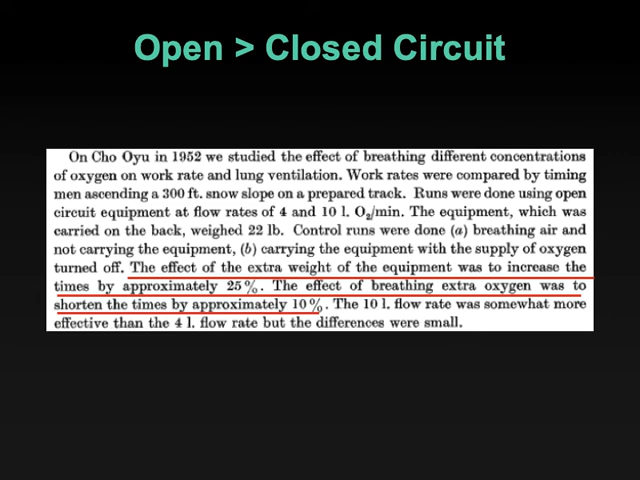 Open > Closed Circuit
On Cho Oyu in 1952 we studied the effect of breathing different concentrations
of oxygen on work rate and lung ventilation. Work rates were compared by timing
men ascending a 300 ft. snow slope on a prepared track. Runs were done using open
circuit equipment at flow rates of 4 and 10 l. O₂/min. The equipment, which was
carried on the back, weighed 22 lb. Control runs were done (a) breathing air and
not carrying the equipment, (b) carrying the equipment with the supply of oxygen
turned off. The effect of the extra weight of the equipment was to increase the
times by approximately 25%. The effect of breathing extra oxygen was to
shorten the times by approximately 10%. The 10 l. flow rate was somewhat more
effective than the 4 l. flow rate but the differences were small.